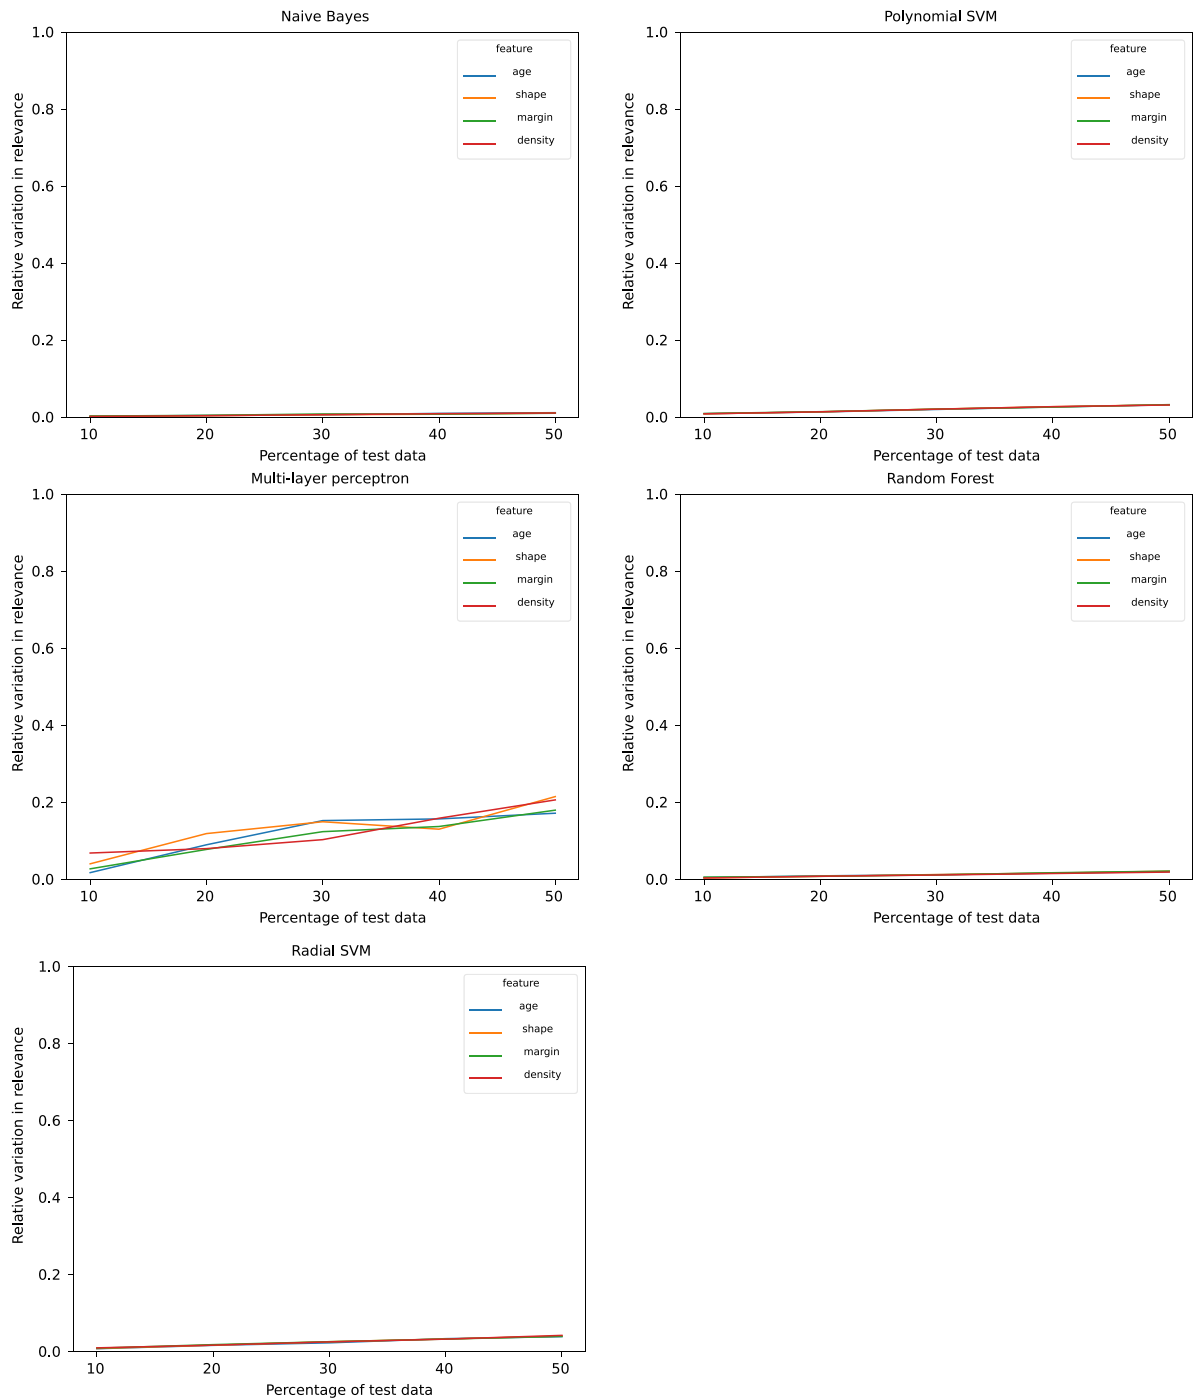 Naive Bayes
Relative variation in relevance
1.0
0.8
0.6
0.4
0.2
0.0
feature
age
shape
margin
density
10 20 30 40 50
Percentage of test data
Polynomial SVM
Relative variation in relevance
1.0
0.8
0.6
0.4
0.2
0.0
feature
age
shape
margin
density
10 20 30 40 50
Percentage of test data
Multi-layer perceptron
Relative variation in relevance
1.0
0.8
0.6
0.4
0.2
0.0
feature
age
shape
margin
density
10 20 30 40 50
Percentage of test data
Random Forest
Relative variation in relevance
1.0
0.8
0.6
0.4
0.2
0.0
feature
age
shape
margin
density
10 20 30 40 50
Percentage of test data
Radial SVM
Relative variation in relevance
1.0
0.8
0.6
0.4
0.2
0.0
feature
age
shape
margin
density
10 20 30 40 50
Percentage of test data